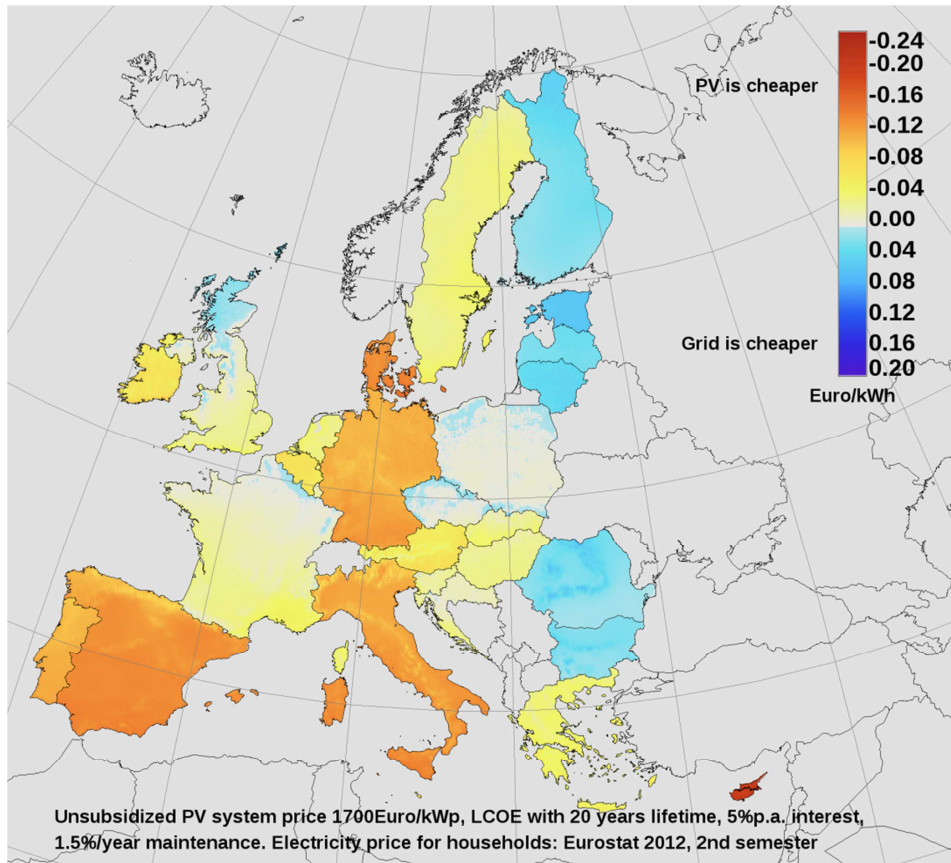 -0.24
-0.20
PV is cheaper
-0.16
-0.12
-0.08
-0.04
0.00
0.04
0.08
0.12
Grid is cheaper
0.16
0.20
Euro/kWh
Unsubsidized PV system price 1700Euro/kWp, LCOE with 20 years lifetime, 5%p.a. interest,
1.5%/year maintenance. Electricity price for households: Eurostat 2012, 2nd semester